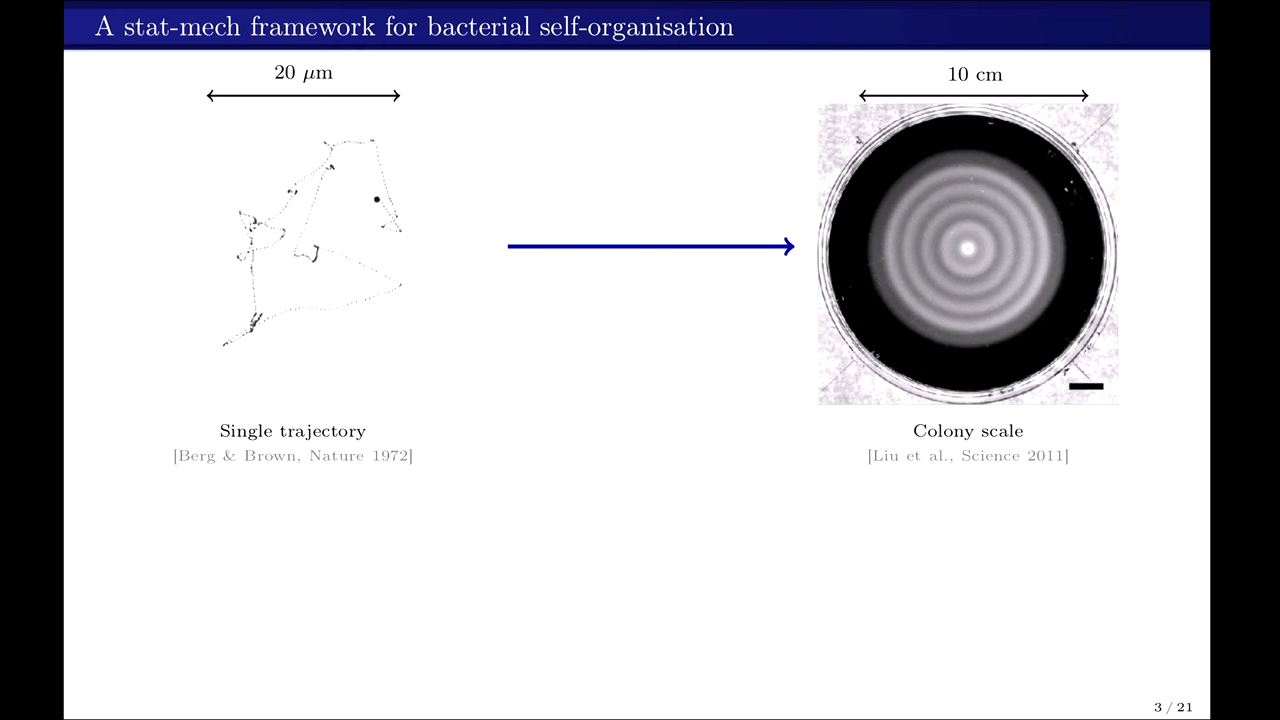 A stat-mech framework for bacterial self-organisation
20 μm
10 cm
Single trajectory
[Berg & Brown, Nature 1972]
Colony scale
[Liu et al., Science 2011]
3 / 21